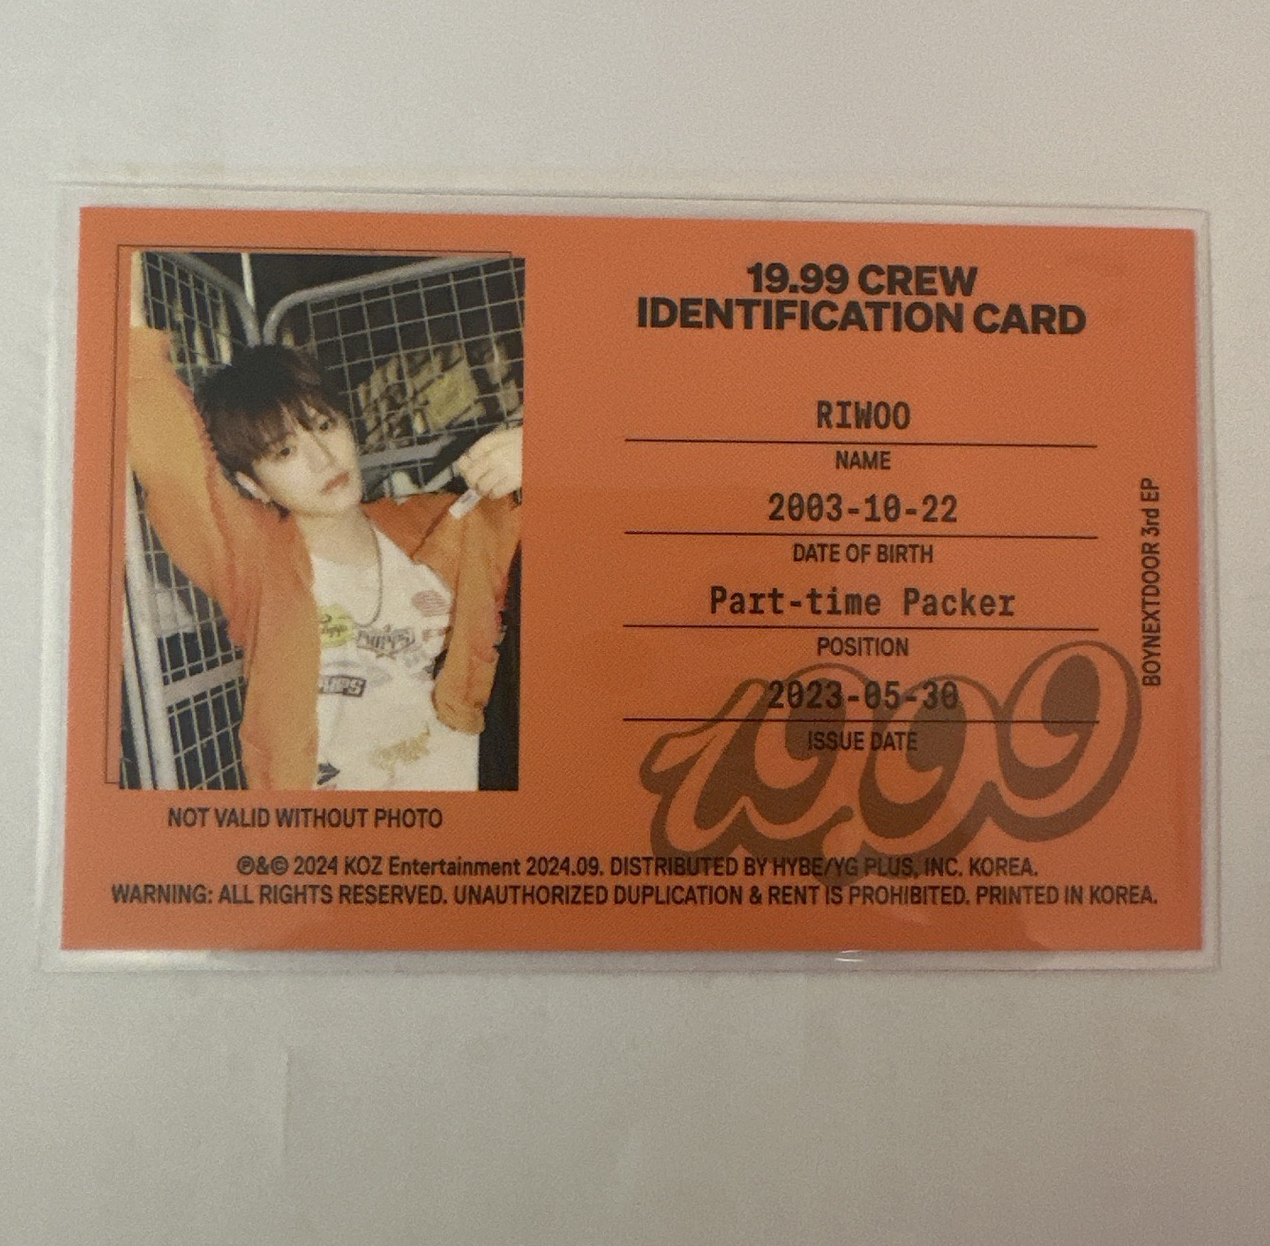 19.99 CREW
IDENTIFICATION CARD
RIWOO
NAME
2003-10-22
DATE OF BIRTH
Part-time Packer
POSITION
2023-05-30
ISSUE DATE
19.99
BOYNEXTDOOR 3rd EP
NOT VALID WITHOUT PHOTO
℗&© 2024 KOZ Entertainment 2024.09. DISTRIBUTED BY HYBE/YG PLUS, INC. KOREA.
WARNING: ALL RIGHTS RESERVED. UNAUTHORIZED DUPLICATION & RENT IS PROHIBITED. PRINTED IN KOREA.